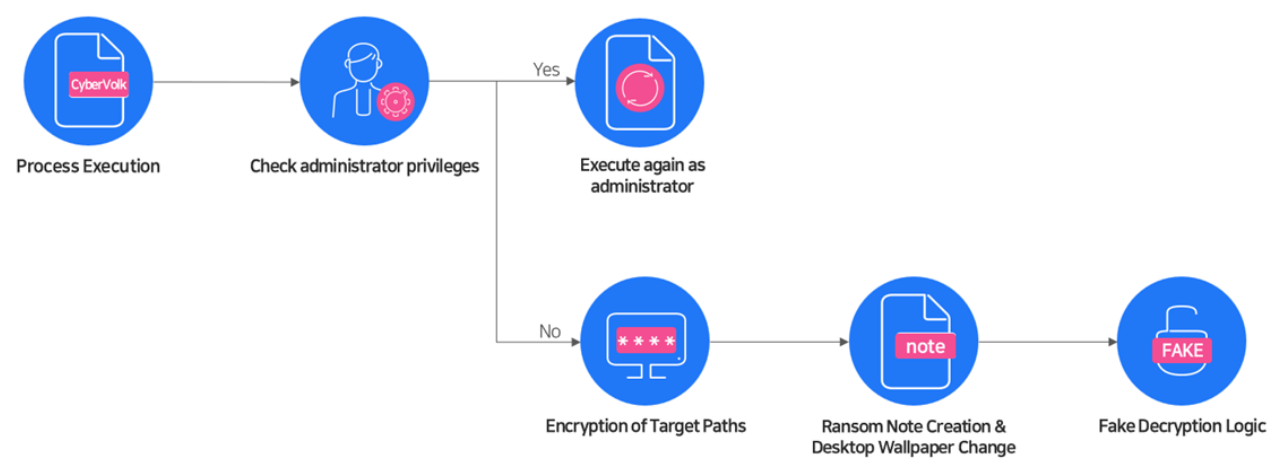 CyberVolk
Process Execution
Check administrator privileges
Yes
Execute again as
administrator
No
****
Encryption of Target Paths
note
Ransom Note Creation &
Desktop Wallpaper Change
FAKE
Fake Decryption Logic